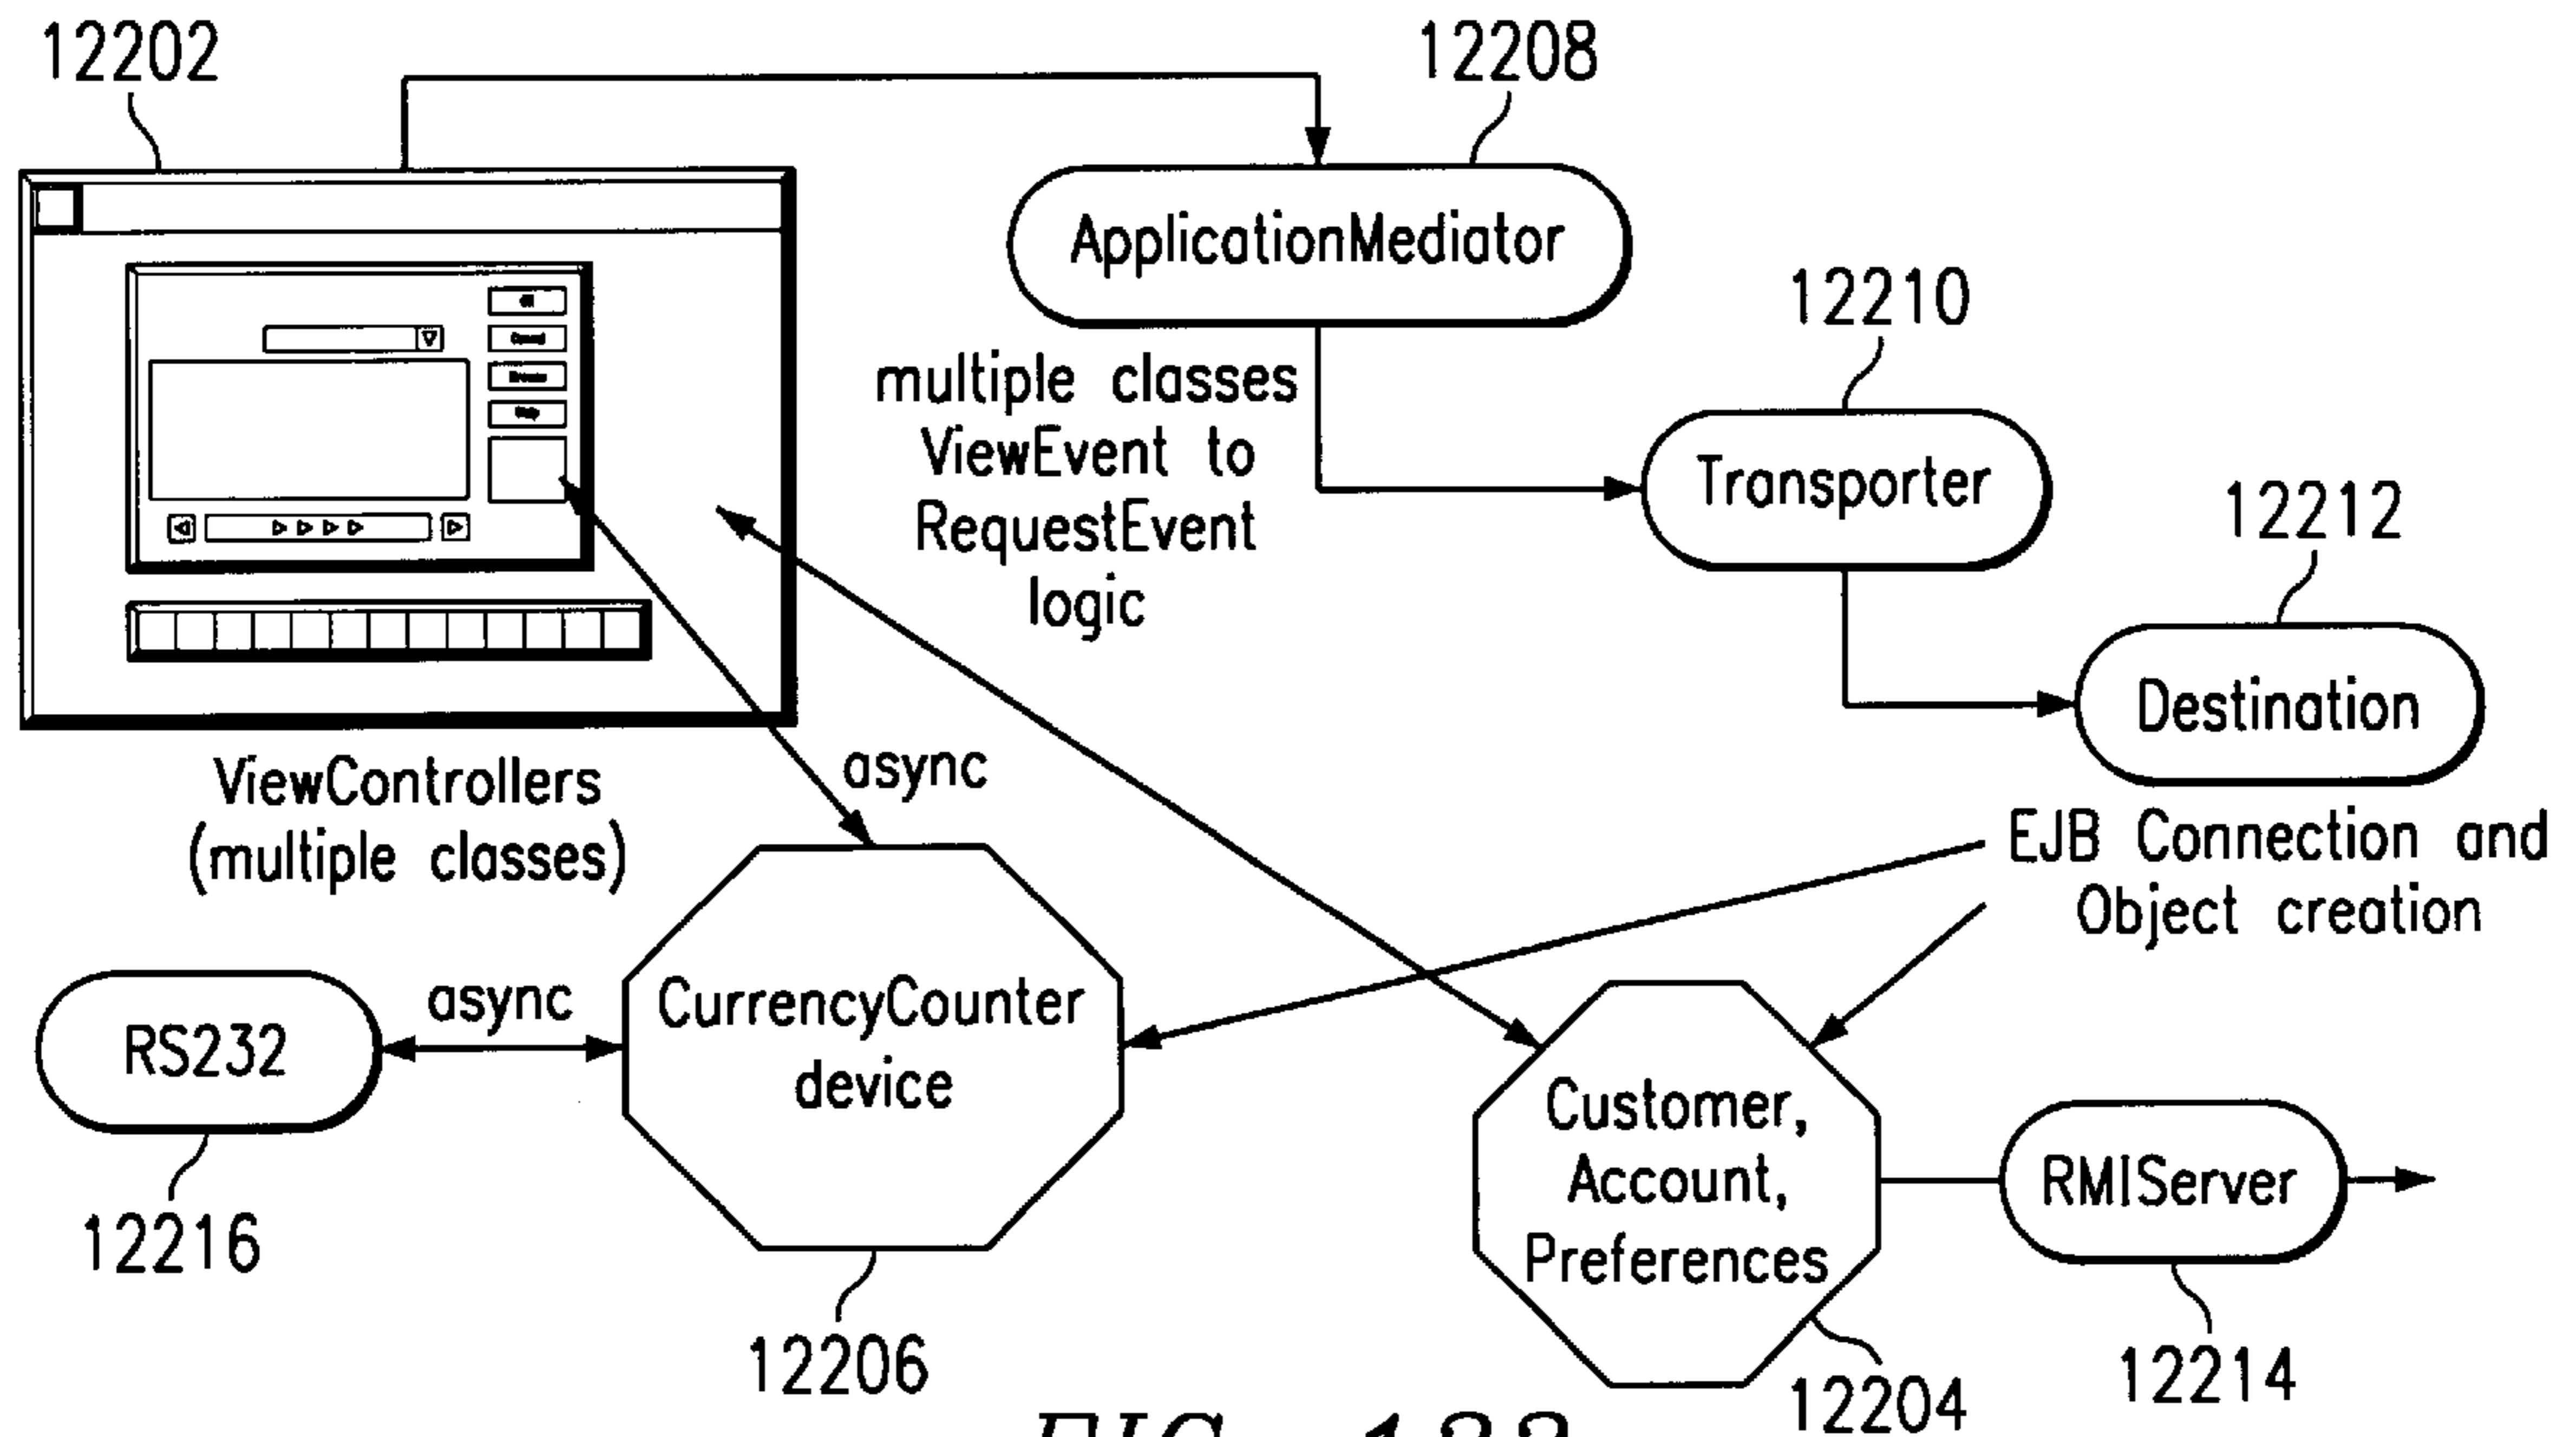 12202
12208
ApplicationMediator
12210
multiple classes
ViewEvent to
RequestEvent
logic
Transporter
12212
Destination
ViewControllers
(multiple classes)
async
EJB Connection and
Object creation
RS232
async
CurrencyCounter
device
Customer,
Account,
Preferences
RMIServer
12216
12206
12204
12214